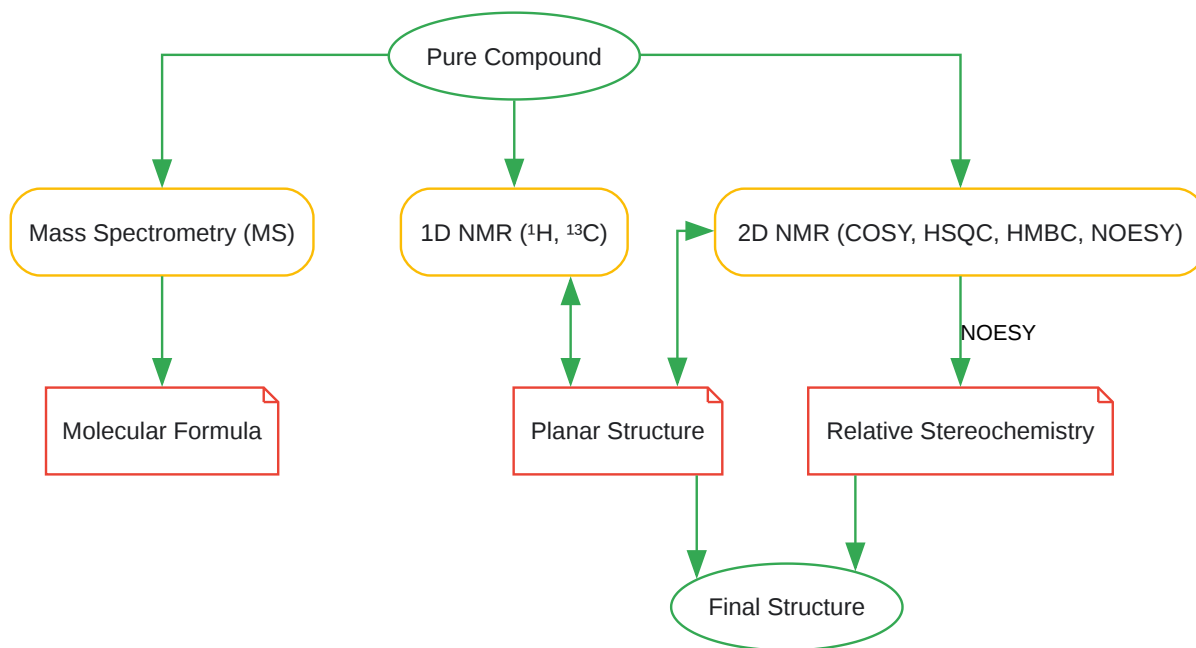 Pure Compound
Mass Spectrometry (MS)
1D NMR (¹H, ¹³C)
2D NMR (COSY, HSQC, HMBC, NOESY)
NOESY
Molecular Formula
Planar Structure
Relative Stereochemistry
Final Structure